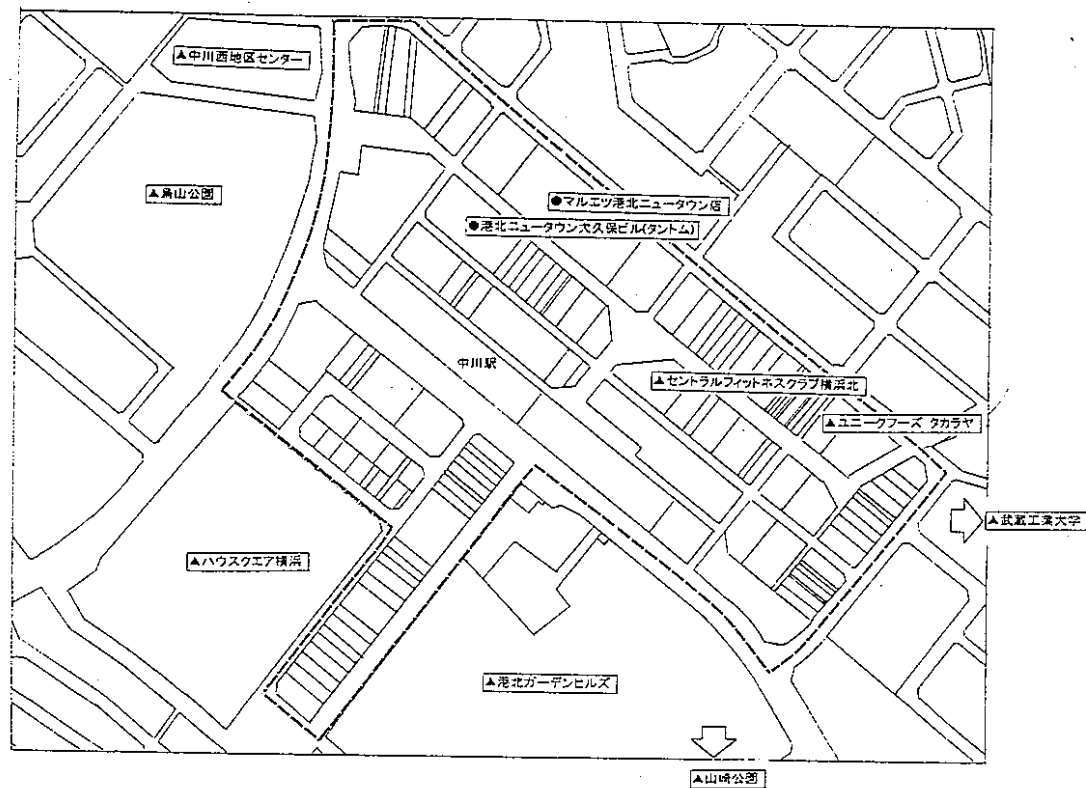 ▲中川西地区センター
▲烏山公園
●マルエツ港北ニュータウン店
●港北ニュータウン大久保ビル(タントム)
中川駅
▲セントラルフィットネスクラブ横浜北
▲ユニークフーズ タカラヤ
▲武蔵工業大学
▲ハウスクエア横浜
▲港北ガーデンヒルズ
▲山崎公園